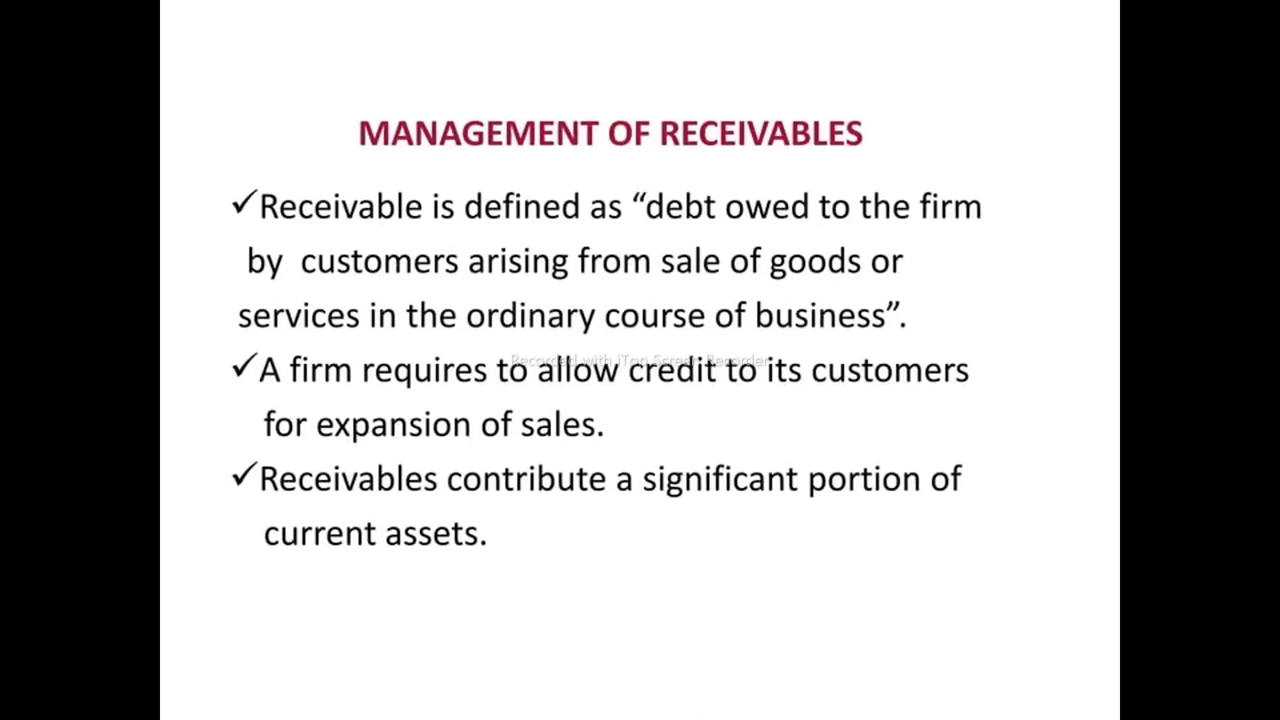 MANAGEMENT OF RECEIVABLES
✓Receivable is defined as “debt owed to the firm
by customers arising from sale of goods or
services in the ordinary course of business”.
Recorded with iTop Screen Recorder
✓A firm requires to allow credit to its customers
for expansion of sales.
✓Receivables contribute a significant portion of
current assets.